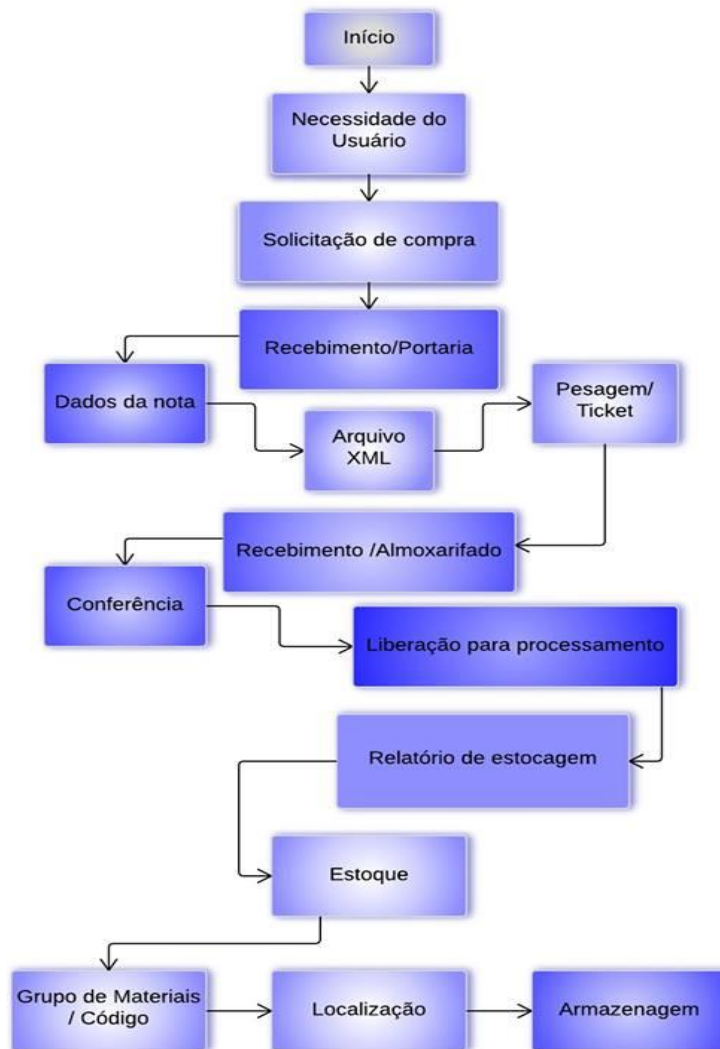 Início
Necessidade do
Usuário
Solicitação de compra
Recebimento/Portaria
Dados da nota
Arquivo
XML
Pesagem/
Ticket
Recebimento /Almoxarifado
Conferência
Liberação para processamento
Relatório de estocagem
Estoque
Grupo de Materiais
/ Código
Localização
Armazenagem